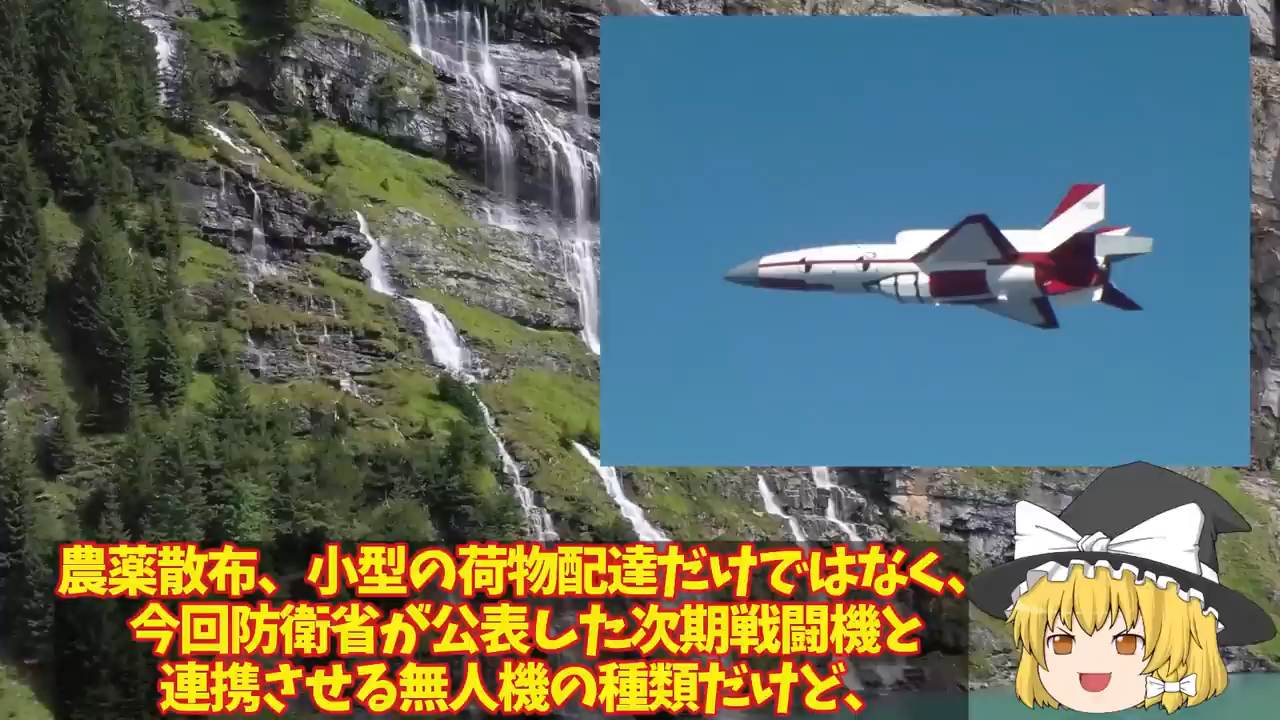 農薬散布、小型の荷物配達だけではなく、
今回防衛省が公表した次期戦闘機と
連携させる無人機の種類だけど、